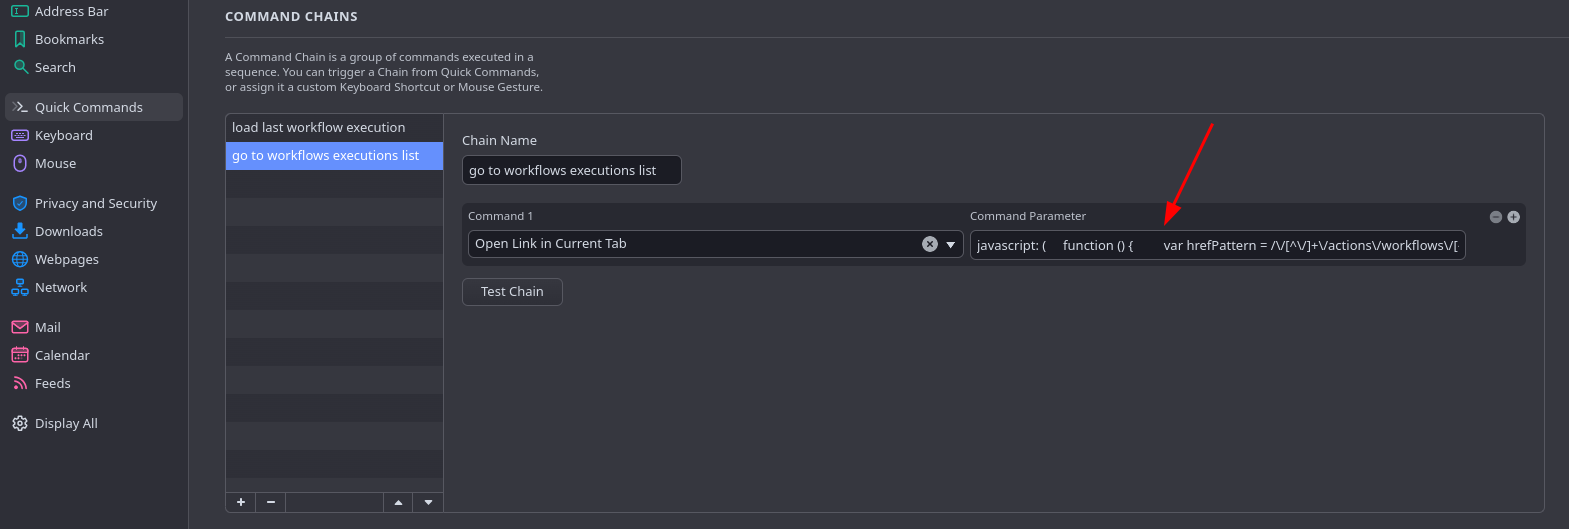 Address Bar
Bookmarks
Search
Quick Commands
Keyboard
Mouse
Privacy and Security
Downloads
Webpages
Network
Mail
Calendar
Feeds
Display All
COMMAND CHAINS
A Command Chain is a group of commands executed in a
sequence. You can trigger a Chain from Quick Commands,
or assign it a custom Keyboard Shortcut or Mouse Gesture.
load last workflow execution
go to workflows executions list
Chain Name
go to workflows executions list
Command 1
Command Parameter
Open Link in Current Tab
javascript: (     function () {         var hrefPattern = /\/[^\/]+\/actions\/workflows\/[
Test Chain